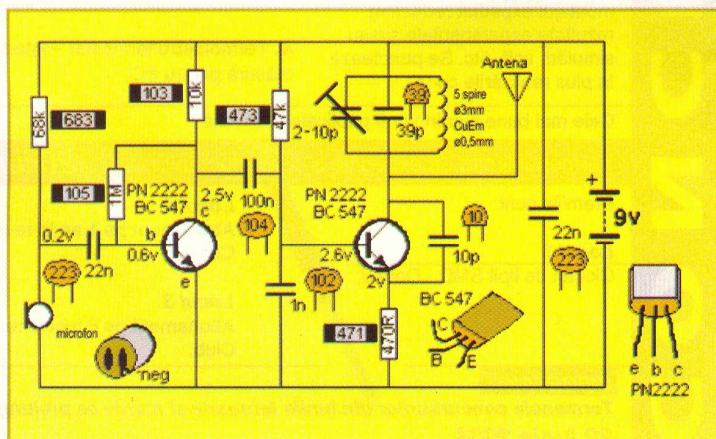 68k
683
103
10k
473
47k
105
1M
PN 2222
BC 547
2.5v
c
100n
104
0.2v
22n
223
b
0.6v
e
microfon
neg
2-10p
39p
39
5 spire
ø3mm
CuEm
ø0,5mm
Antena
PN 2222
BC 547
2.6v
2v
10
10p
102
1n
471
470R
BC 547
C
B
E
22n
223
+
9v
e b c
PN2222